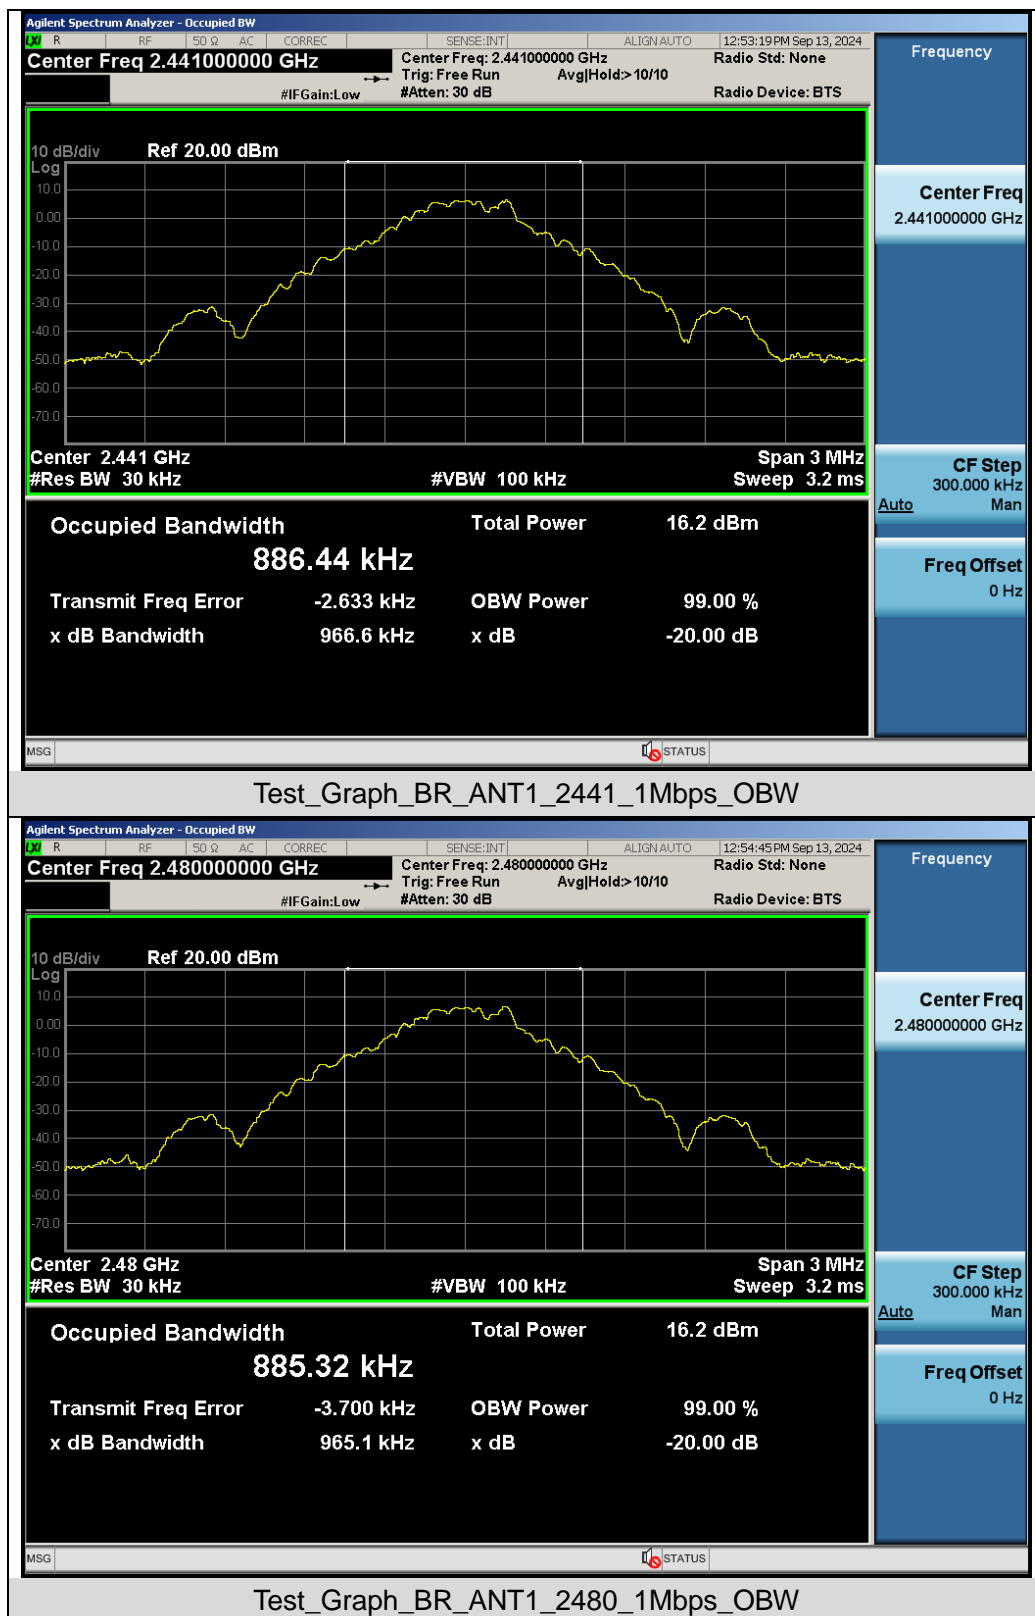 Agilent Spectrum Analyzer - Occupied BW
LXI R RF 50 Ω AC CORREC SENSE:INT ALIGN AUTO 12:53:19 PM Sep 13, 2024
Center Freq 2.441000000 GHz Center Freq: 2.441000000 GHz Radio Std: None
Trig: Free Run Avg|Hold:>10/10
#IFGain:Low #Atten: 30 dB Radio Device: BTS
Frequency
10 dB/div Ref 20.00 dBm
Log
10.0
0.00
-10.0
-20.0
-30.0
-40.0
-50.0
-60.0
-70.0
Center Freq
2.441000000 GHz
Center 2.441 GHz Span 3 MHz
#Res BW 30 kHz #VBW 100 kHz Sweep 3.2 ms
CF Step
300.000 kHz
Auto Man
Occupied Bandwidth Total Power 16.2 dBm
886.44 kHz
Transmit Freq Error -2.633 kHz OBW Power 99.00 %
x dB Bandwidth 966.6 kHz x dB -20.00 dB
Freq Offset
0 Hz
MSG STATUS
Test_Graph_BR_ANT1_2441_1Mbps_OBW
Agilent Spectrum Analyzer - Occupied BW
LXI R RF 50 Ω AC CORREC SENSE:INT ALIGN AUTO 12:54:45 PM Sep 13, 2024
Center Freq 2.480000000 GHz Center Freq: 2.480000000 GHz Radio Std: None
Trig: Free Run Avg|Hold:>10/10
#IFGain:Low #Atten: 30 dB Radio Device: BTS
Frequency
10 dB/div Ref 20.00 dBm
Log
10.0
0.00
-10.0
-20.0
-30.0
-40.0
-50.0
-60.0
-70.0
Center Freq
2.480000000 GHz
Center 2.48 GHz Span 3 MHz
#Res BW 30 kHz #VBW 100 kHz Sweep 3.2 ms
CF Step
300.000 kHz
Auto Man
Occupied Bandwidth Total Power 16.2 dBm
885.32 kHz
Transmit Freq Error -3.700 kHz OBW Power 99.00 %
x dB Bandwidth 965.1 kHz x dB -20.00 dB
Freq Offset
0 Hz
MSG STATUS
Test_Graph_BR_ANT1_2480_1Mbps_OBW